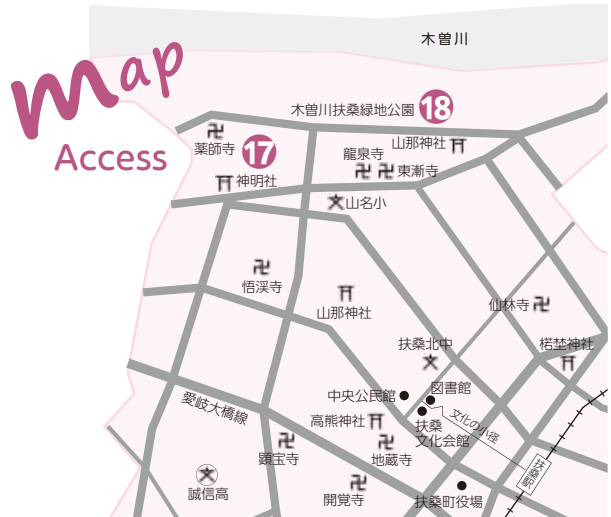 木曽川
Map
Access
木曽川扶桑緑地公園
18
薬師寺
17
山那神社
龍泉寺
東漸寺
神明社
山名小
悟渓寺
山那神社
仙林寺
扶桑北中
楉埜神社
中央公民館
図書館
愛岐大橋線
高熊神社
扶桑
文化会館
文化の小径
顕宝寺
地蔵寺
扶桑駅
誠信高
開覚寺
扶桑町役場